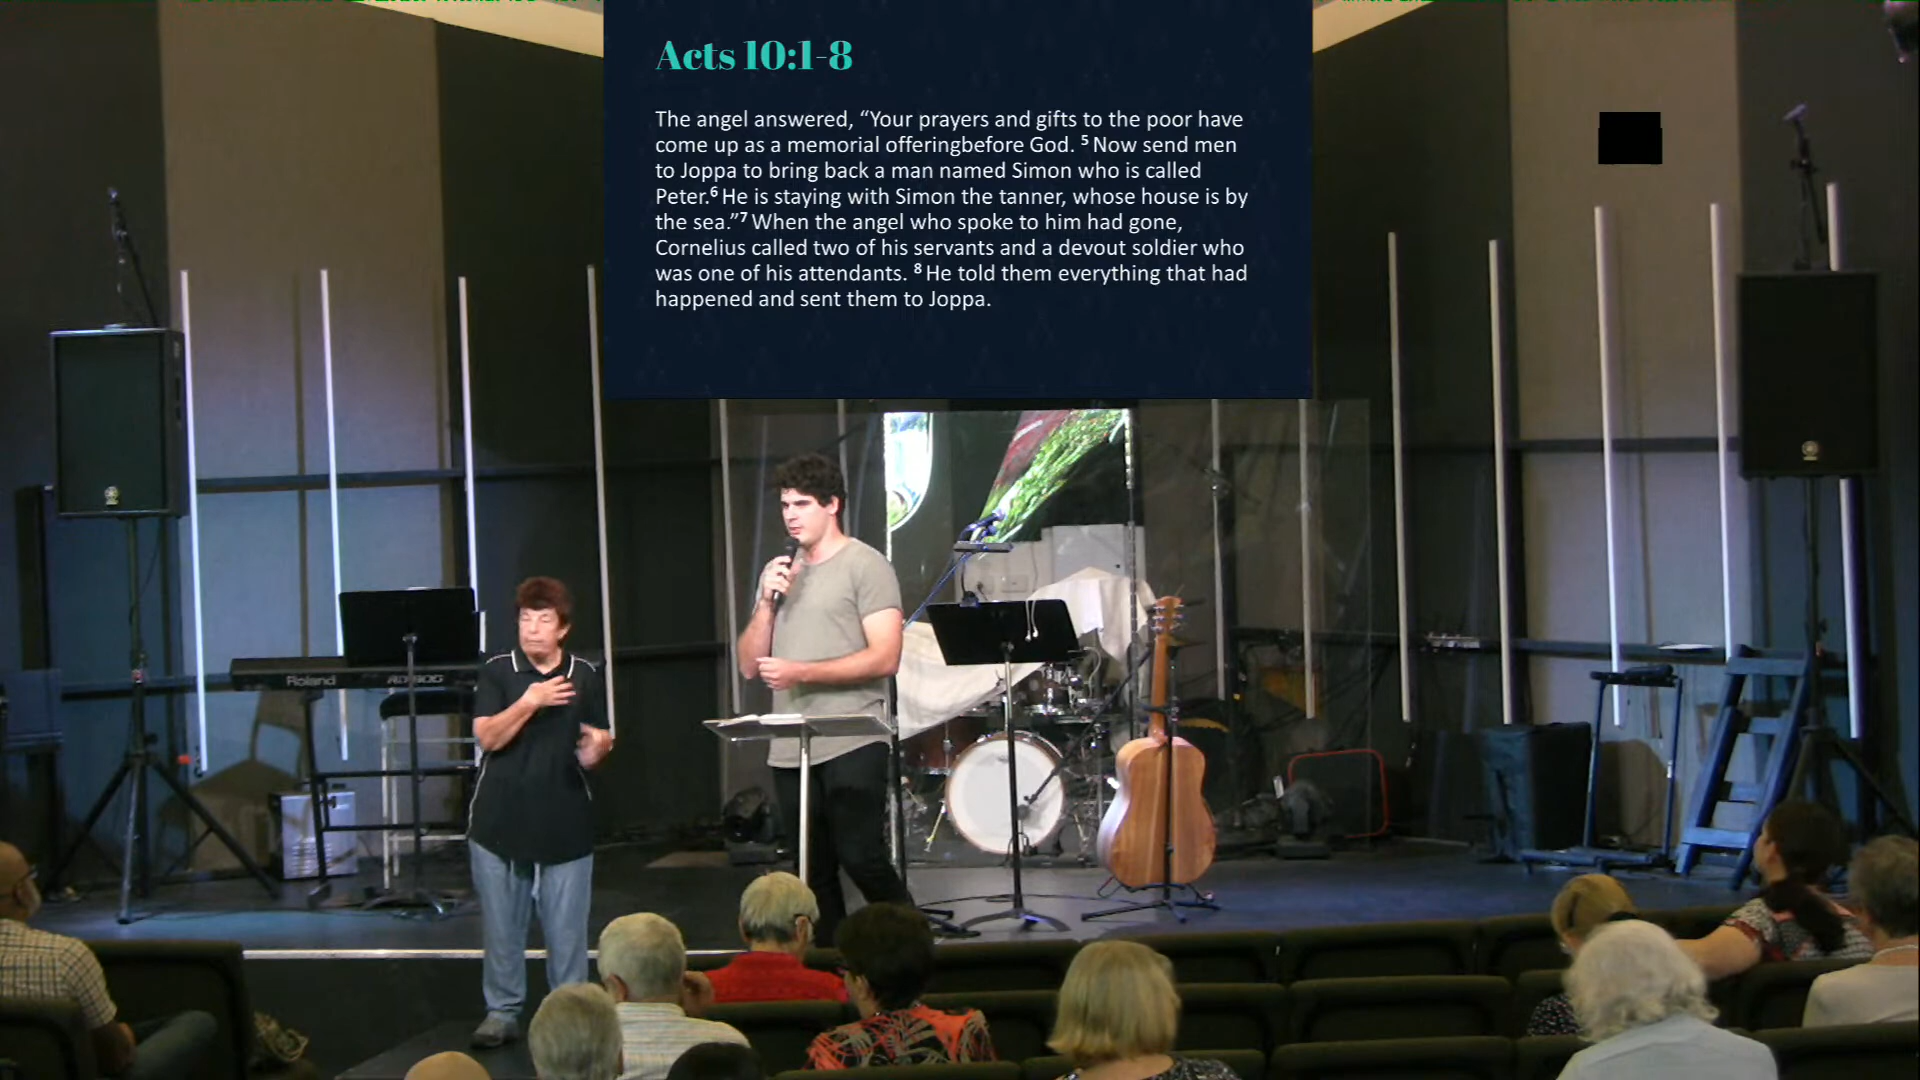 Acts 10:1-8
The angel answered, “Your prayers and gifts to the poor have
come up as a memorial offeringbefore God. ⁵ Now send men
to Joppa to bring back a man named Simon who is called
Peter.⁶ He is staying with Simon the tanner, whose house is by
the sea.”⁷ When the angel who spoke to him had gone,
Cornelius called two of his servants and a devout soldier who
was one of his attendants. ⁸ He told them everything that had
happened and sent them to Joppa.
Roland